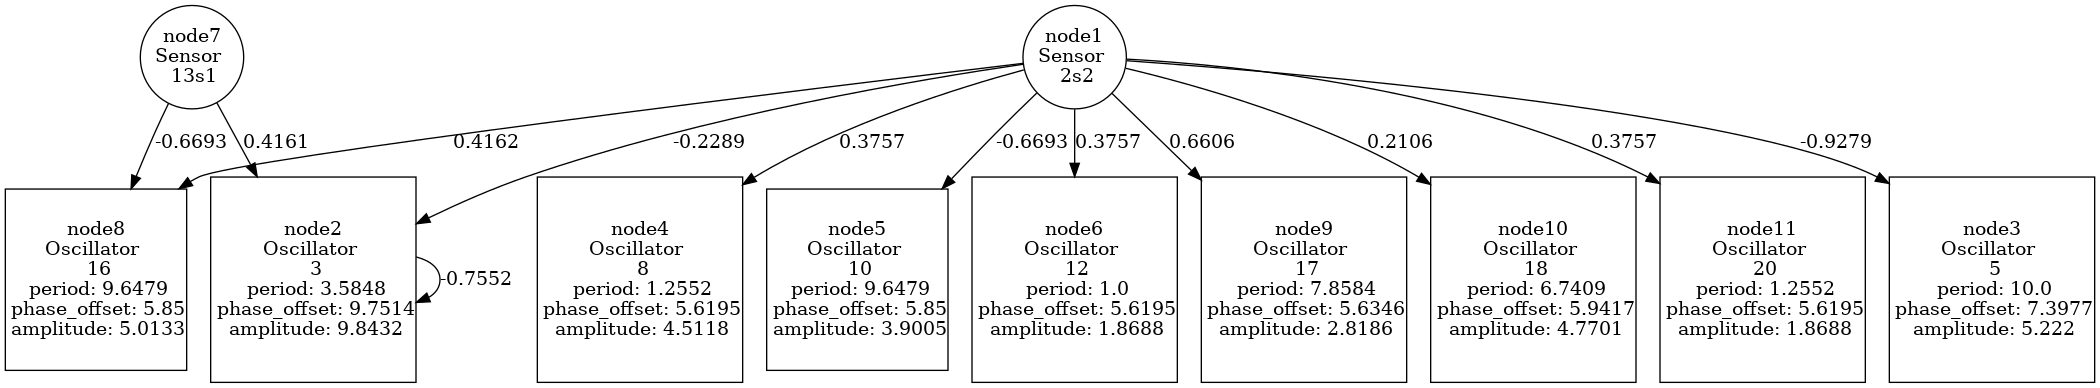 node7
Sensor
13s1
node1
Sensor
2s2
-0.6693
0.4161
0.4162
-0.2289
0.3757
-0.6693
0.3757
0.6606
0.2106
0.3757
-0.9279
node8
Oscillator
16
period: 9.6479
phase_offset: 5.85
amplitude: 5.0133
node2
Oscillator
3
period: 3.5848
phase_offset: 9.7514
amplitude: 9.8432
-0.7552
node4
Oscillator
8
period: 1.2552
phase_offset: 5.6195
amplitude: 4.5118
node5
Oscillator
10
period: 9.6479
phase_offset: 5.85
amplitude: 3.9005
node6
Oscillator
12
period: 1.0
phase_offset: 5.6195
amplitude: 1.8688
node9
Oscillator
17
period: 7.8584
phase_offset: 5.6346
amplitude: 2.8186
node10
Oscillator
18
period: 6.7409
phase_offset: 5.9417
amplitude: 4.7701
node11
Oscillator
20
period: 1.2552
phase_offset: 5.6195
amplitude: 1.8688
node3
Oscillator
5
period: 10.0
phase_offset: 7.3977
amplitude: 5.222